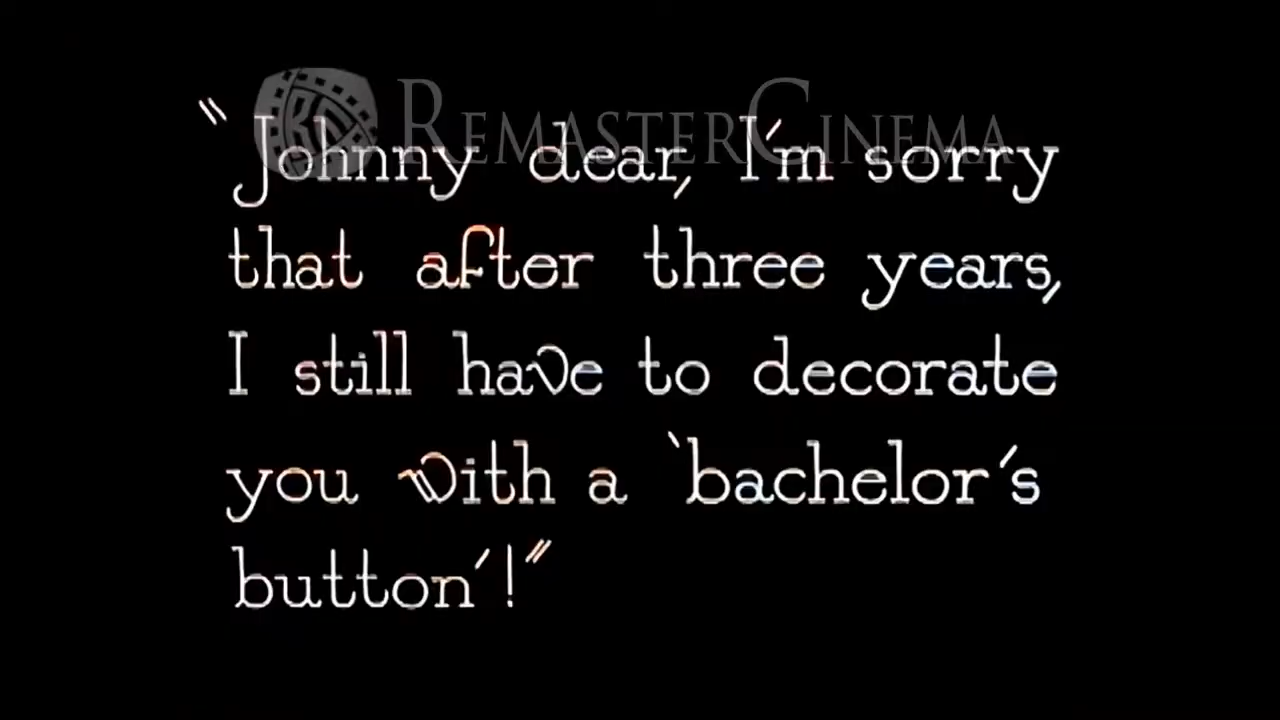 REMASTERCINEMA
"Johnny dear, I'm sorry
that after three years,
I still have to decorate
you with a `bachelor's
button´!"